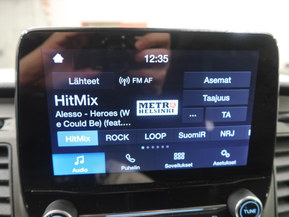 12:35
Lähteet FM AF Asemat
HitMix METRO HELSINKI Taajuus
Alesso - Heroes (W
e Could Be) (feat.... ... TA
HitMix ROCK LOOP SuomiR NRJ
Audio Puhelin Sovellukset Asetukset
TUNE